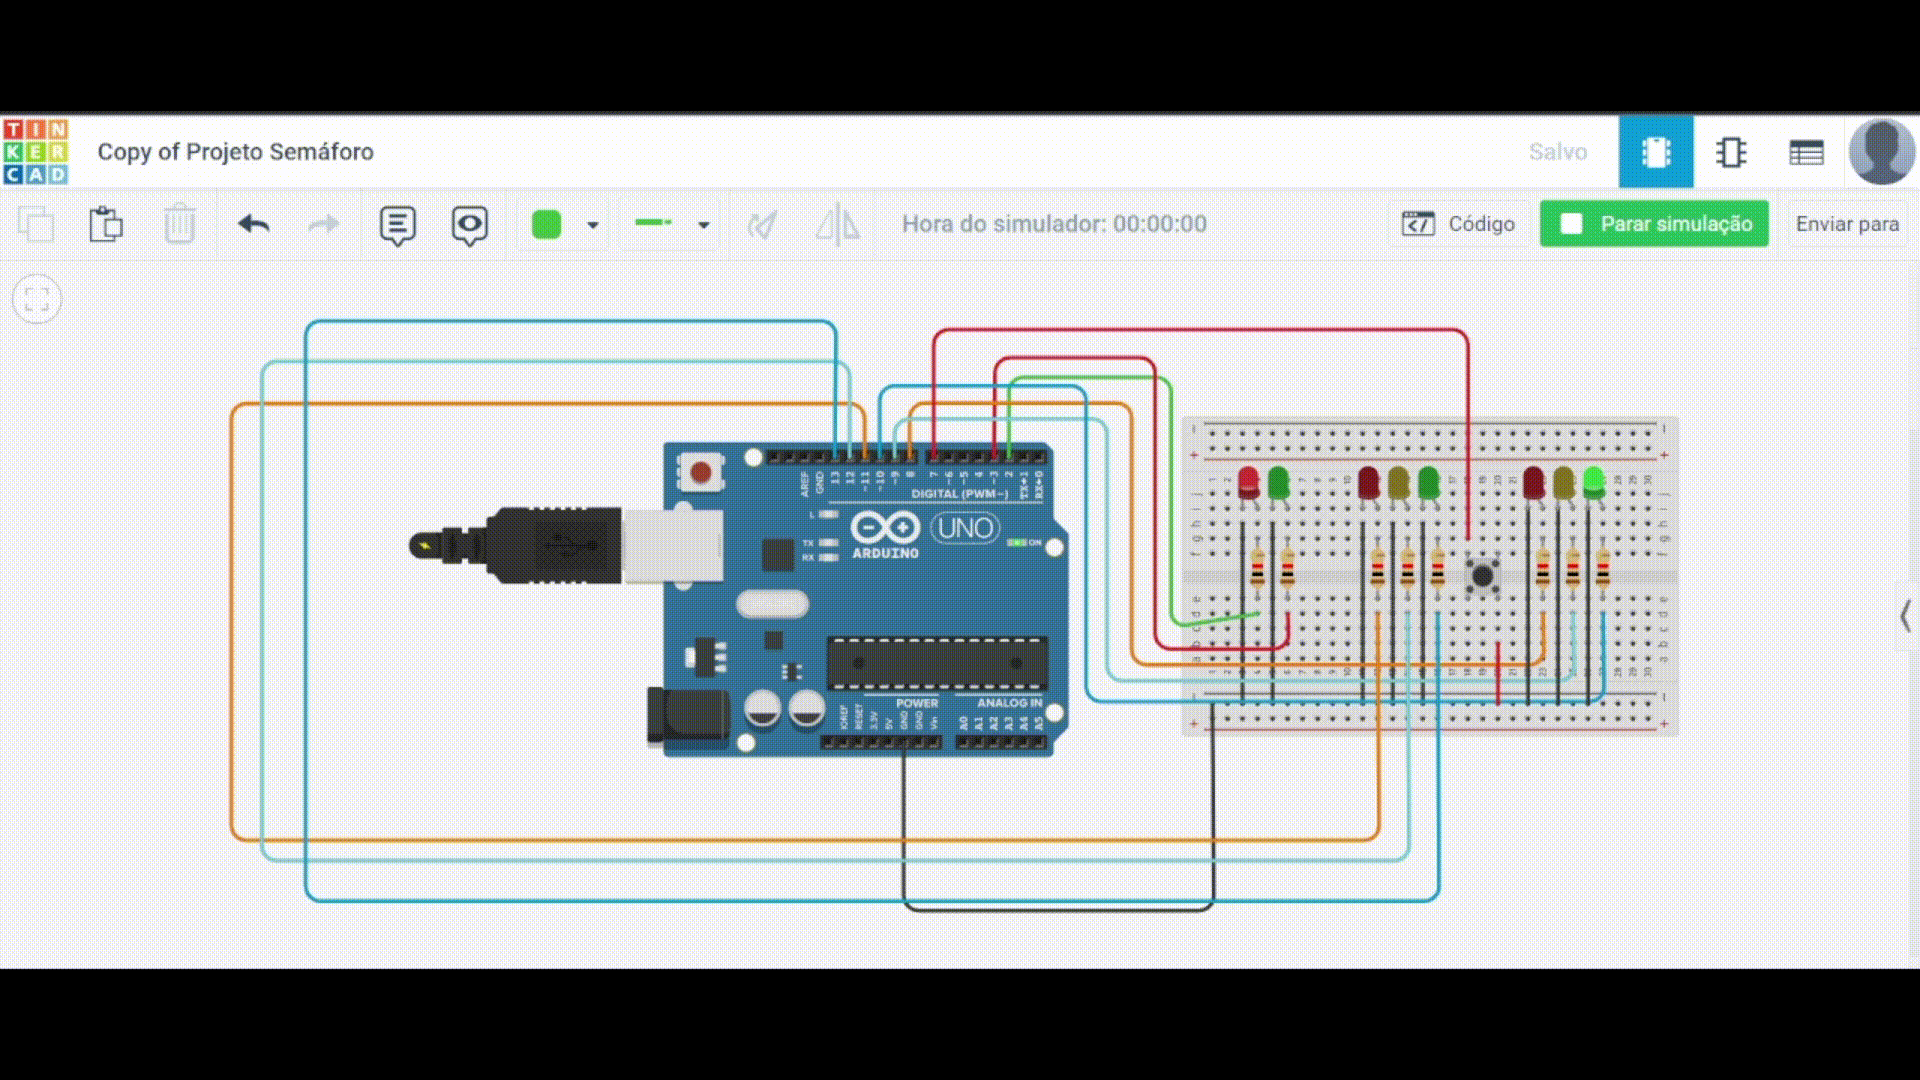 TINKERCAD
Copy of Projeto Semáforo
Salvo
Hora do simulador: 00:00:00
Código
Parar simulação
Enviar para
AREF
GND
13
12
~11
~10
~9
8
7
~6
~5
4
~3
2
TX→1
RX←0
DIGITAL (PWM~)
L
TX
RX
ARDUINO
UNO
ON
POWER
ANALOG IN
IOREF
RESET
3.3V
5V
GND
GND
Vin
A0
A1
A2
A3
A4
A5